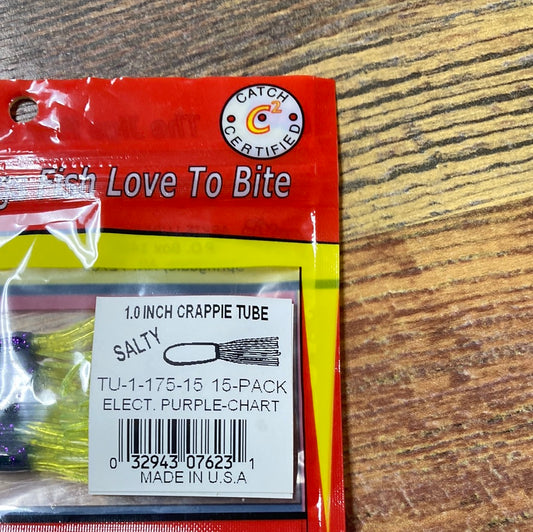 CATCH
C2
CERTIFIED
Fish Love To Bite
1.0 INCH CRAPPIE TUBE
SALTY
TU-1-175-15 15-PACK
ELECT. PURPLE-CHART
0 32943 07623 1
MADE IN U.S.A